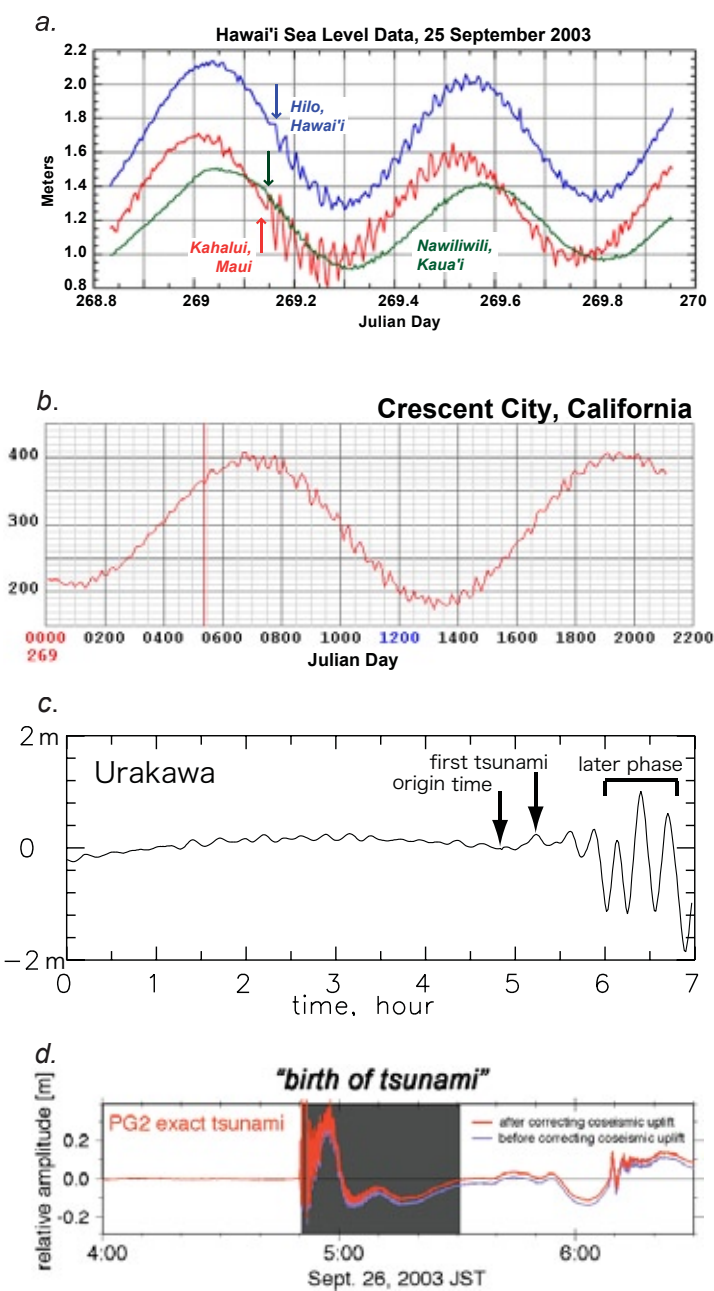 a.
Hawai'i Sea Level Data, 25 September 2003
2.2
2.0
1.8
1.6
1.4
1.2
1.0
0.8
Meters
Hilo,
Hawai'i
Kahalui,
Maui
Nawiliwili,
Kaua'i
268.8 269 269.2 269.4 269.6 269.8 270
Julian Day
b.
Crescent City, California
400
300
200
0000 0200 0400 0600 0800 1000 1200 1400 1600 1800 2000 2200
269
Julian Day
c.
2 m
0
−2 m
Urakawa
first tsunami
origin time
later phase
0 1 2 3 4 5 6 7
time, hour
d.
"birth of tsunami"
relative amplitude [m]
PG2 exact tsunami
after correcting coseismic uplift
before correcting coseismic uplift
0.2
0.0
-0.2
4:00 5:00 6:00
Sept. 26, 2003 JST